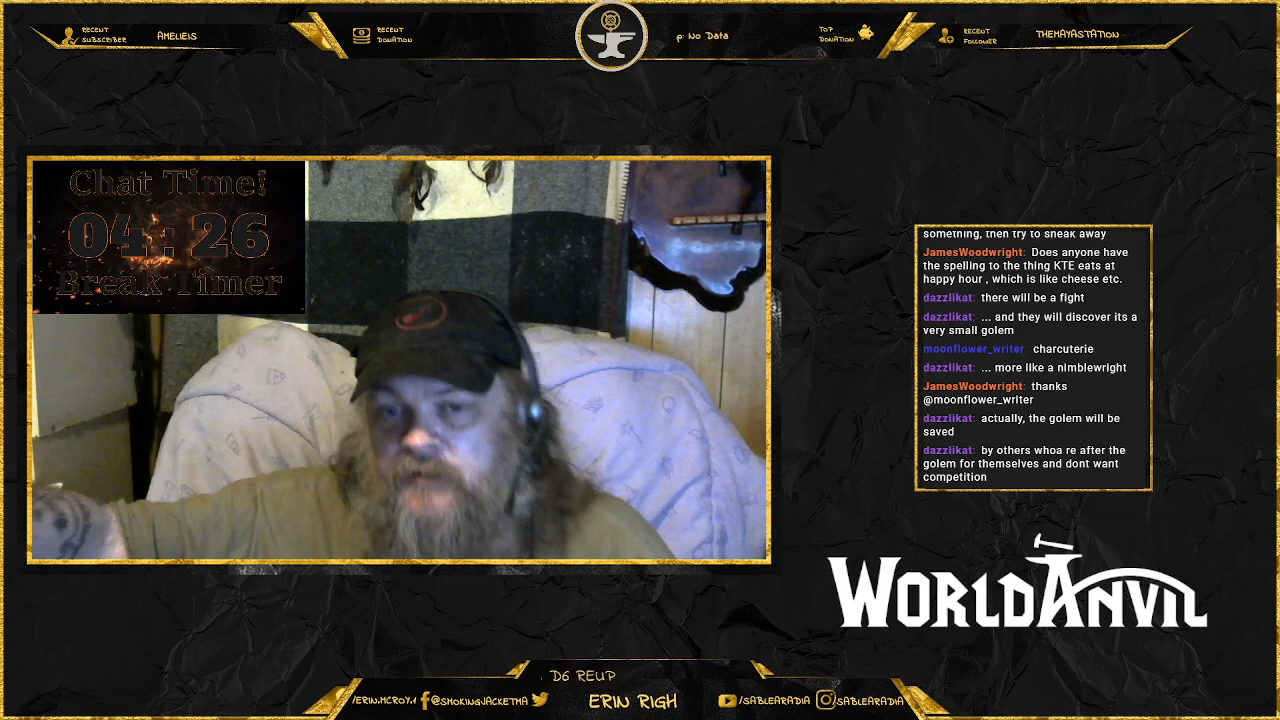 RECENT
SUBSCRIBER
AMELIEIS
RECENT
DONATION
p: No Data
TOP
DONATION
RECENT
FOLLOWER
THEMAYASTATION
Chat Time!
04 : 26
Break Timer
something, then try to sneak away
JamesWoodwright: Does anyone have
the spelling to the thing KTE eats at
happy hour , which is like cheese etc.
dazzlikat: there will be a fight
dazzlikat: ... and they will discover its a
very small golem
moonflower_writer charcuterie
dazzlikat: ... more like a nimblewright
JamesWoodwright: thanks
@moonflower_writer
dazzlikat: actually, the golem will be
saved
dazzlikat: by others whoa re after the
golem for themselves and dont want
competition
WORLDANVIL
D6 REUP
/ERIN.MCROY.1
@SMOKINGJACKETMA
ERIN RIGH
/SABLEARADIA
/SABLEARADIA